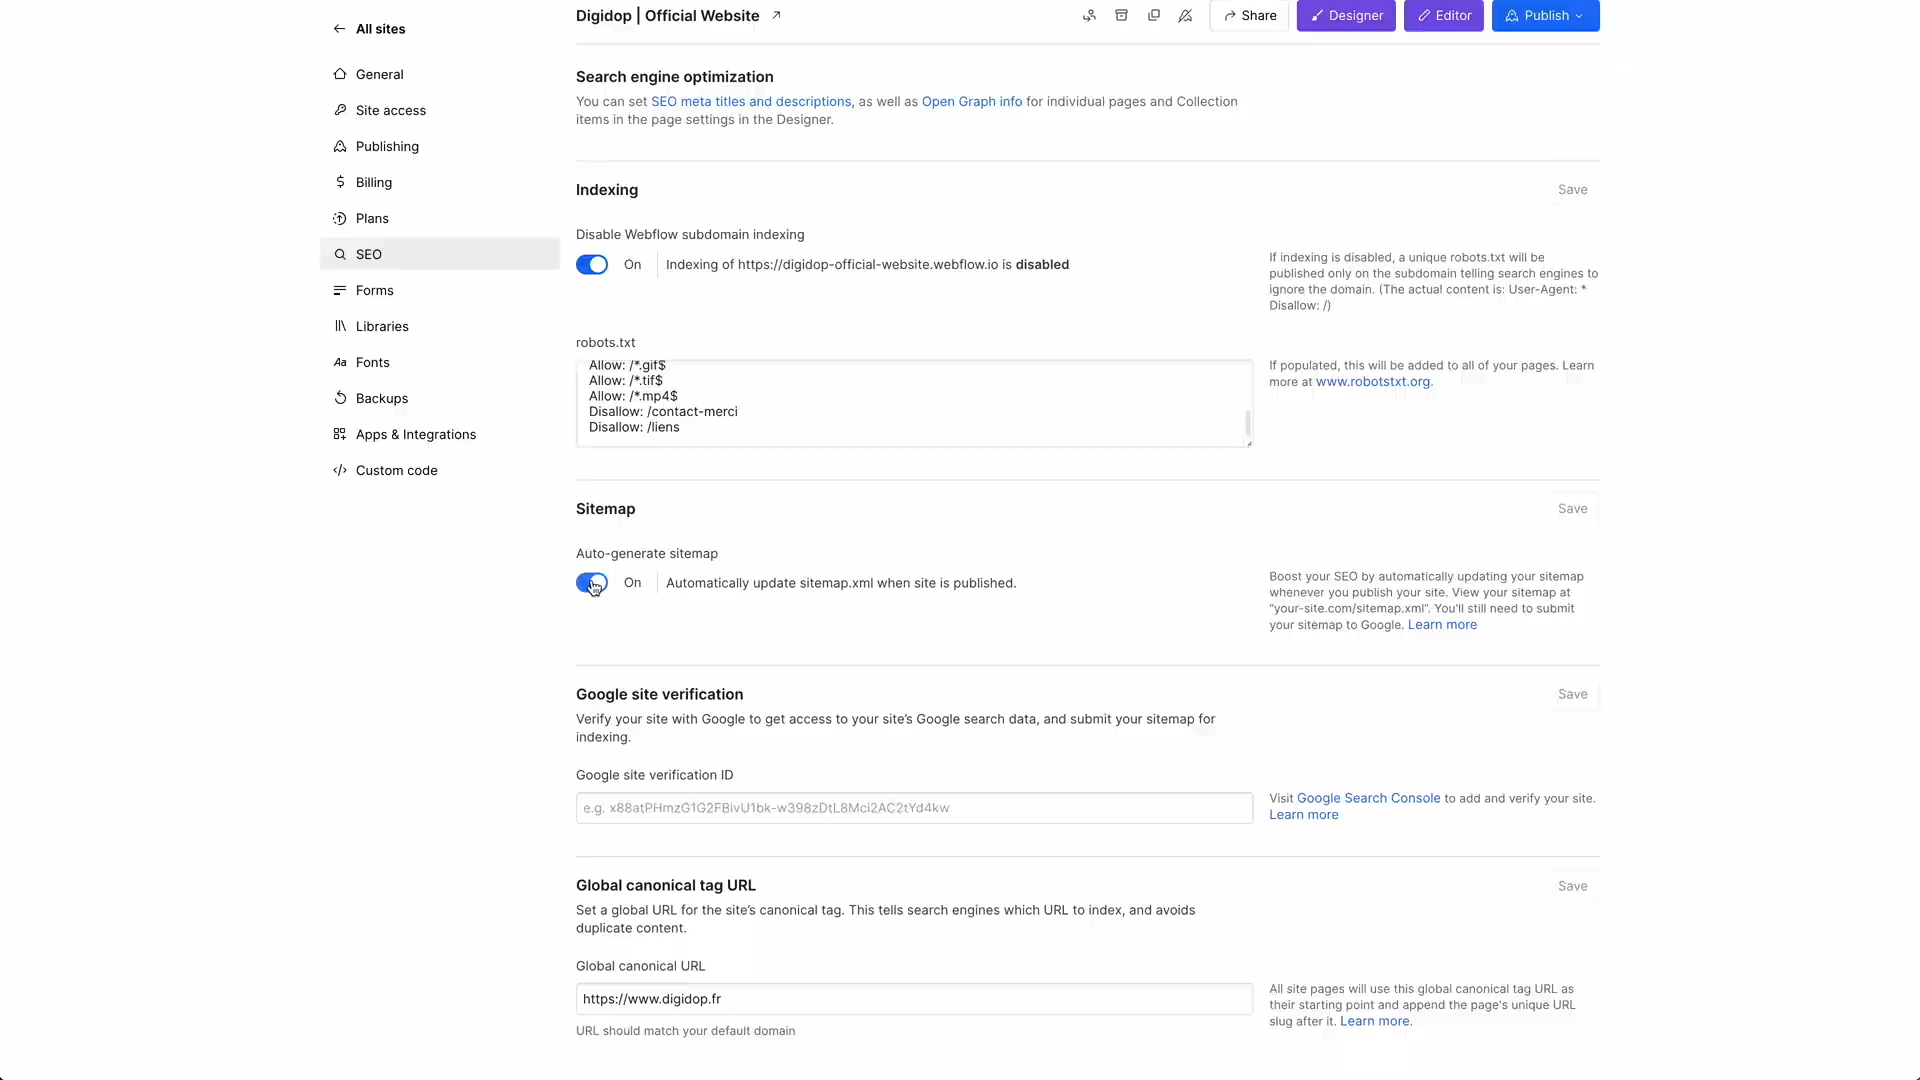 All sites
General
Site access
Publishing
Billing
Plans
SEO
Forms
Libraries
Aa Fonts
Backups
Apps & Integrations
Custom code
Digidop | Official Website
Share
Designer
Editor
Publish
Search engine optimization
You can set SEO meta titles and descriptions, as well as Open Graph info for individual pages and Collection
items in the page settings in the Designer.
Indexing
Save
Disable Webflow subdomain indexing
On
Indexing of https://digidop-official-website.webflow.io is disabled
If indexing is disabled, a unique robots.txt will be
published only on the subdomain telling search engines to
ignore the domain. (The actual content is: User-Agent: *
Disallow: /)
robots.txt
Allow: /*.gif$
Allow: /*.tif$
Allow: /*.mp4$
Disallow: /contact-merci
Disallow: /liens
If populated, this will be added to all of your pages. Learn
more at www.robotstxt.org.
Sitemap
Save
Auto-generate sitemap
On
Automatically update sitemap.xml when site is published.
Boost your SEO by automatically updating your sitemap
whenever you publish your site. View your sitemap at
"your-site.com/sitemap.xml". You'll still need to submit
your sitemap to Google. Learn more
Google site verification
Save
Verify your site with Google to get access to your site's Google search data, and submit your sitemap for
indexing.
Google site verification ID
e.g. x88atPHmzG1G2FBivU1bk-w398zDtL8Mci2AC2tYd4kw
Visit Google Search Console to add and verify your site.
Learn more
Global canonical tag URL
Save
Set a global URL for the site's canonical tag. This tells search engines which URL to index, and avoids
duplicate content.
Global canonical URL
https://www.digidop.fr
URL should match your default domain
All site pages will use this global canonical tag URL as
their starting point and append the page's unique URL
slug after it. Learn more.